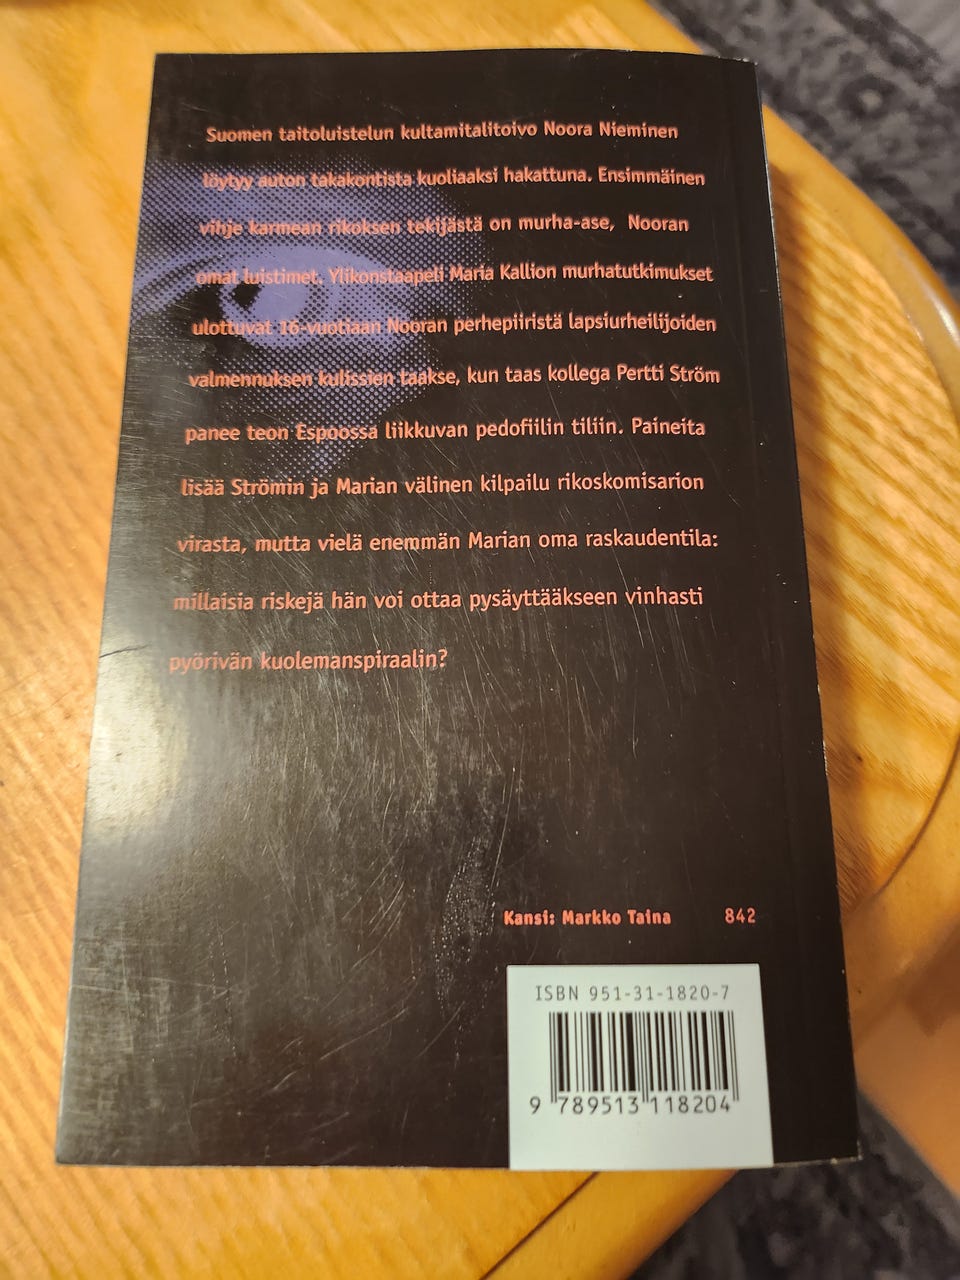 Suomen taitoluistelun kultamitalitoivo Noora Nieminen
löytyy auton takakontista kuoliaaksi hakattuna. Ensimmäinen
vihje karmean rikoksen tekijästä on murha-ase, Nooran
omat luistimet. Ylikonstaapeli Maria Kallion murhatutkimukset
ulottuvat 16-vuotiaan Nooran perhepiiristä lapsiurheilijoiden
valmennuksen kulissien taakse, kun taas kollega Pertti Ström
panee teon Espoossa liikkuvan pedofiilin tiliin. Paineita
lisää Strömin ja Marian välinen kilpailu rikoskomisarion
virasta, mutta vielä enemmän Marian oma raskaudentila:
millaisia riskejä hän voi ottaa pysäyttääkseen vinhasti
pyörivän kuolemanspiraalin?
Kansi: Markko Taina 842
ISBN 951-31-1820-7
9 789513 118204